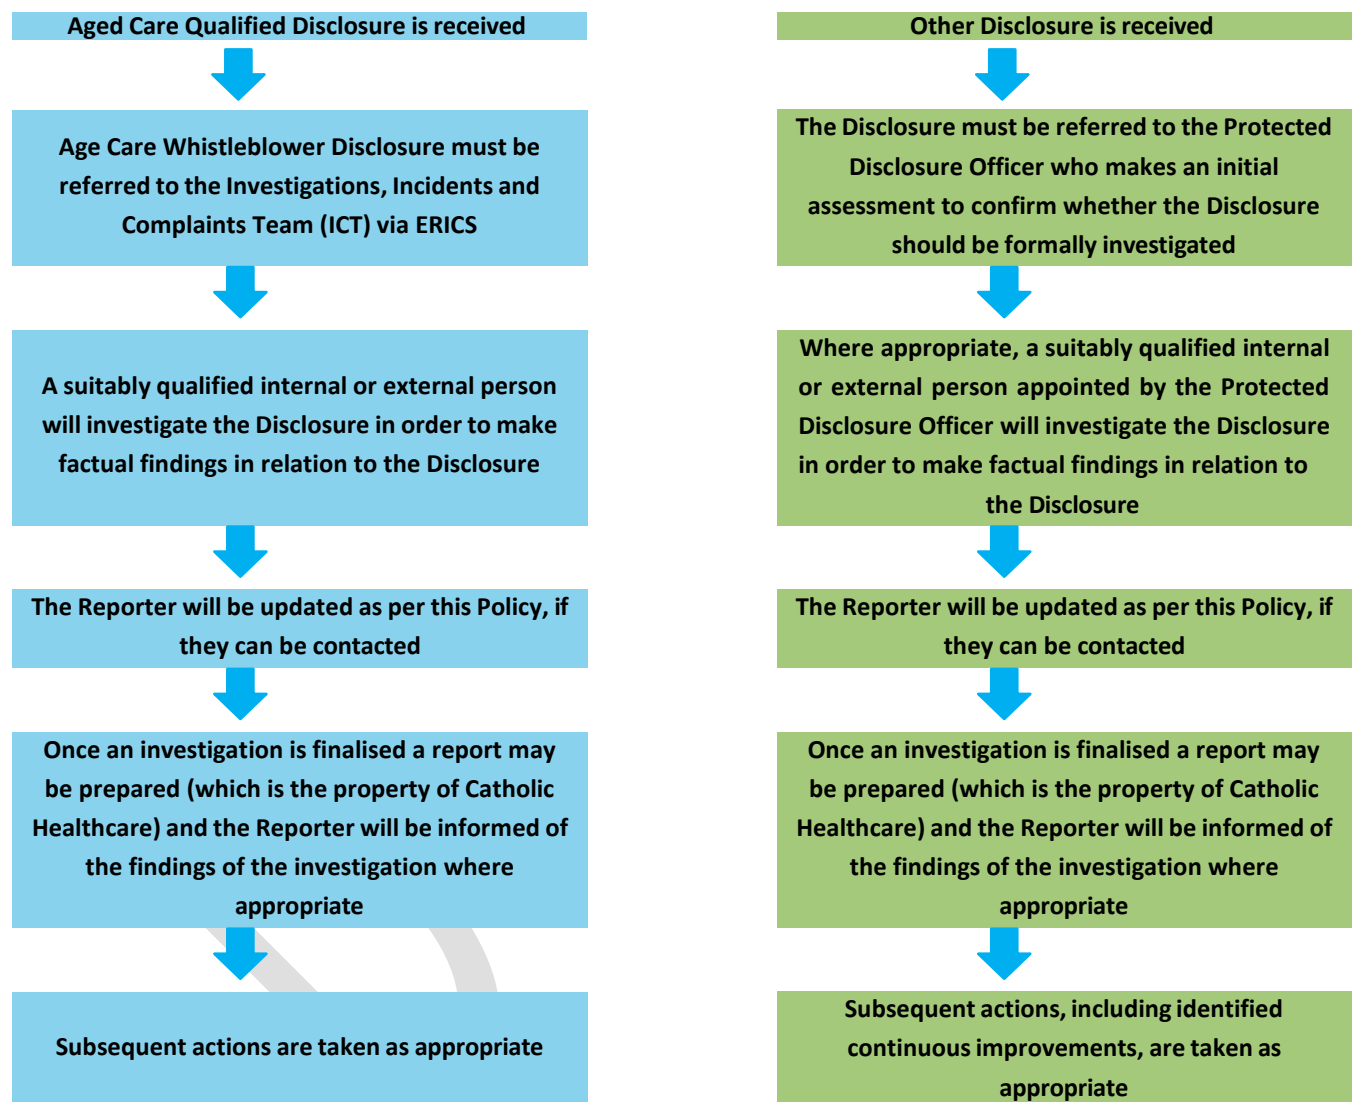 Aged Care Qualified Disclosure is received
Age Care Whistleblower Disclosure must be
referred to the Investigations, Incidents and
Complaints Team (ICT) via ERICS
A suitably qualified internal or external person
will investigate the Disclosure in order to make
factual findings in relation to the Disclosure
The Reporter will be updated as per this Policy, if
they can be contacted
Once an investigation is finalised a report may
be prepared (which is the property of Catholic
Healthcare) and the Reporter will be informed of
the findings of the investigation where
appropriate
Subsequent actions are taken as appropriate
Other Disclosure is received
The Disclosure must be referred to the Protected
Disclosure Officer who makes an initial
assessment to confirm whether the Disclosure
should be formally investigated
Where appropriate, a suitably qualified internal
or external person appointed by the Protected
Disclosure Officer will investigate the Disclosure
in order to make factual findings in relation to
the Disclosure
The Reporter will be updated as per this Policy, if
they can be contacted
Once an investigation is finalised a report may
be prepared (which is the property of Catholic
Healthcare) and the Reporter will be informed of
the findings of the investigation where
appropriate
Subsequent actions, including identified
continuous improvements, are taken as
appropriate